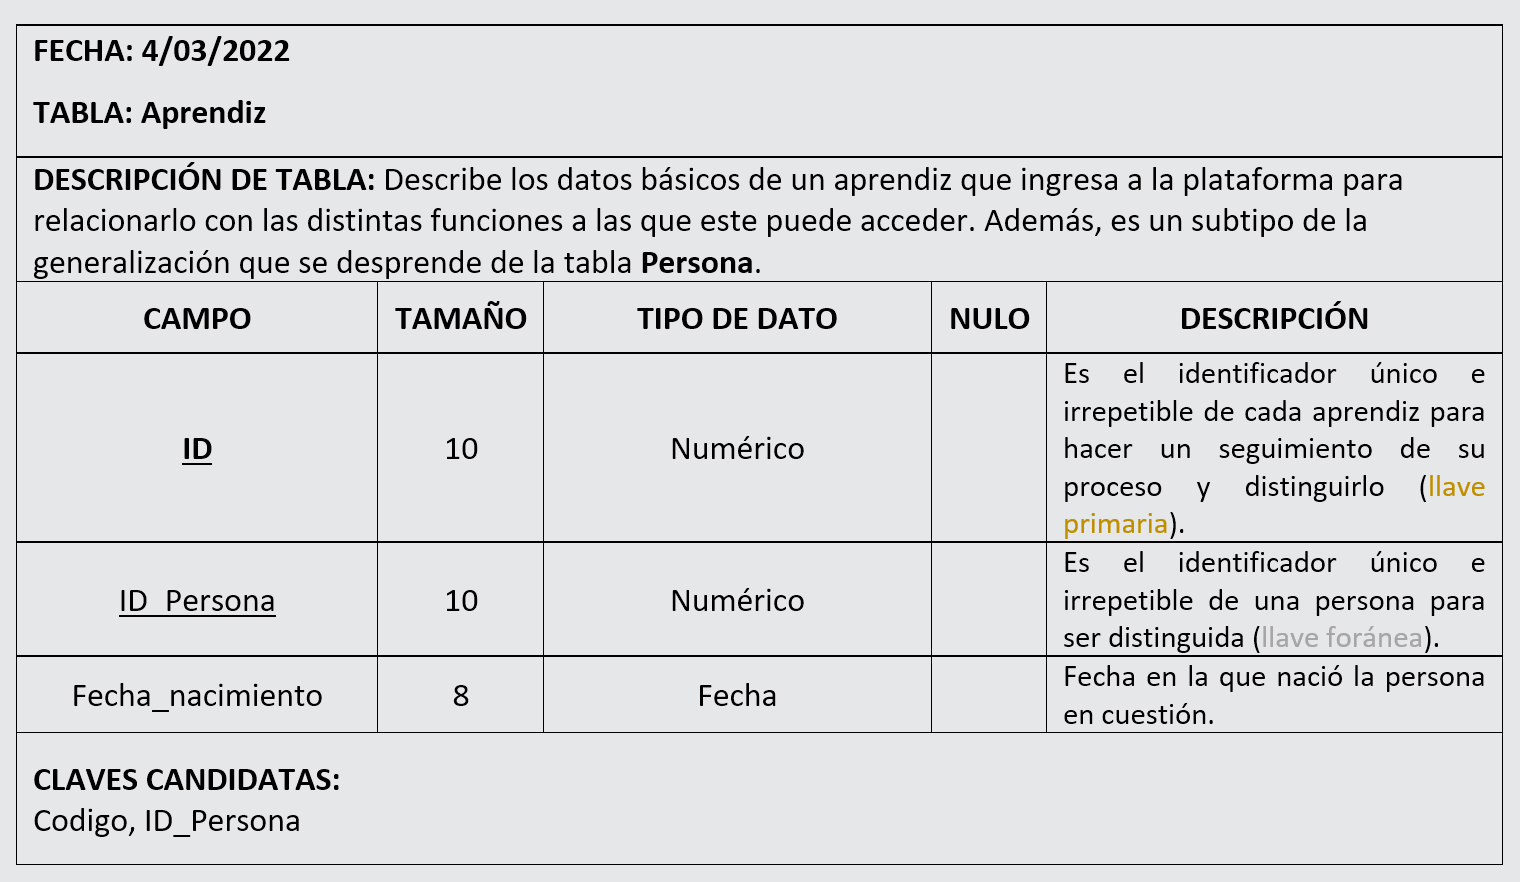 FECHA: 4/03/2022
TABLA: Aprendiz
DESCRIPCIÓN DE TABLA: Describe los datos básicos de un aprendiz que ingresa a la plataforma para
relacionarlo con las distintas funciones a las que este puede acceder. Además, es un subtipo de la
generalización que se desprende de la tabla Persona.
CAMPO TAMAÑO TIPO DE DATO NULO DESCRIPCIÓN
ID 10 Numérico
Es el identificador único e
irrepetible de cada aprendiz para
hacer un seguimiento de su
proceso y distinguirlo (llave
primaria).
ID_Persona 10 Numérico
Es el identificador único e
irrepetible de una persona para
ser distinguida (llave foránea).
Fecha_nacimiento 8 Fecha
Fecha en la que nació la persona
en cuestión.
CLAVES CANDIDATAS:
Codigo, ID_Persona